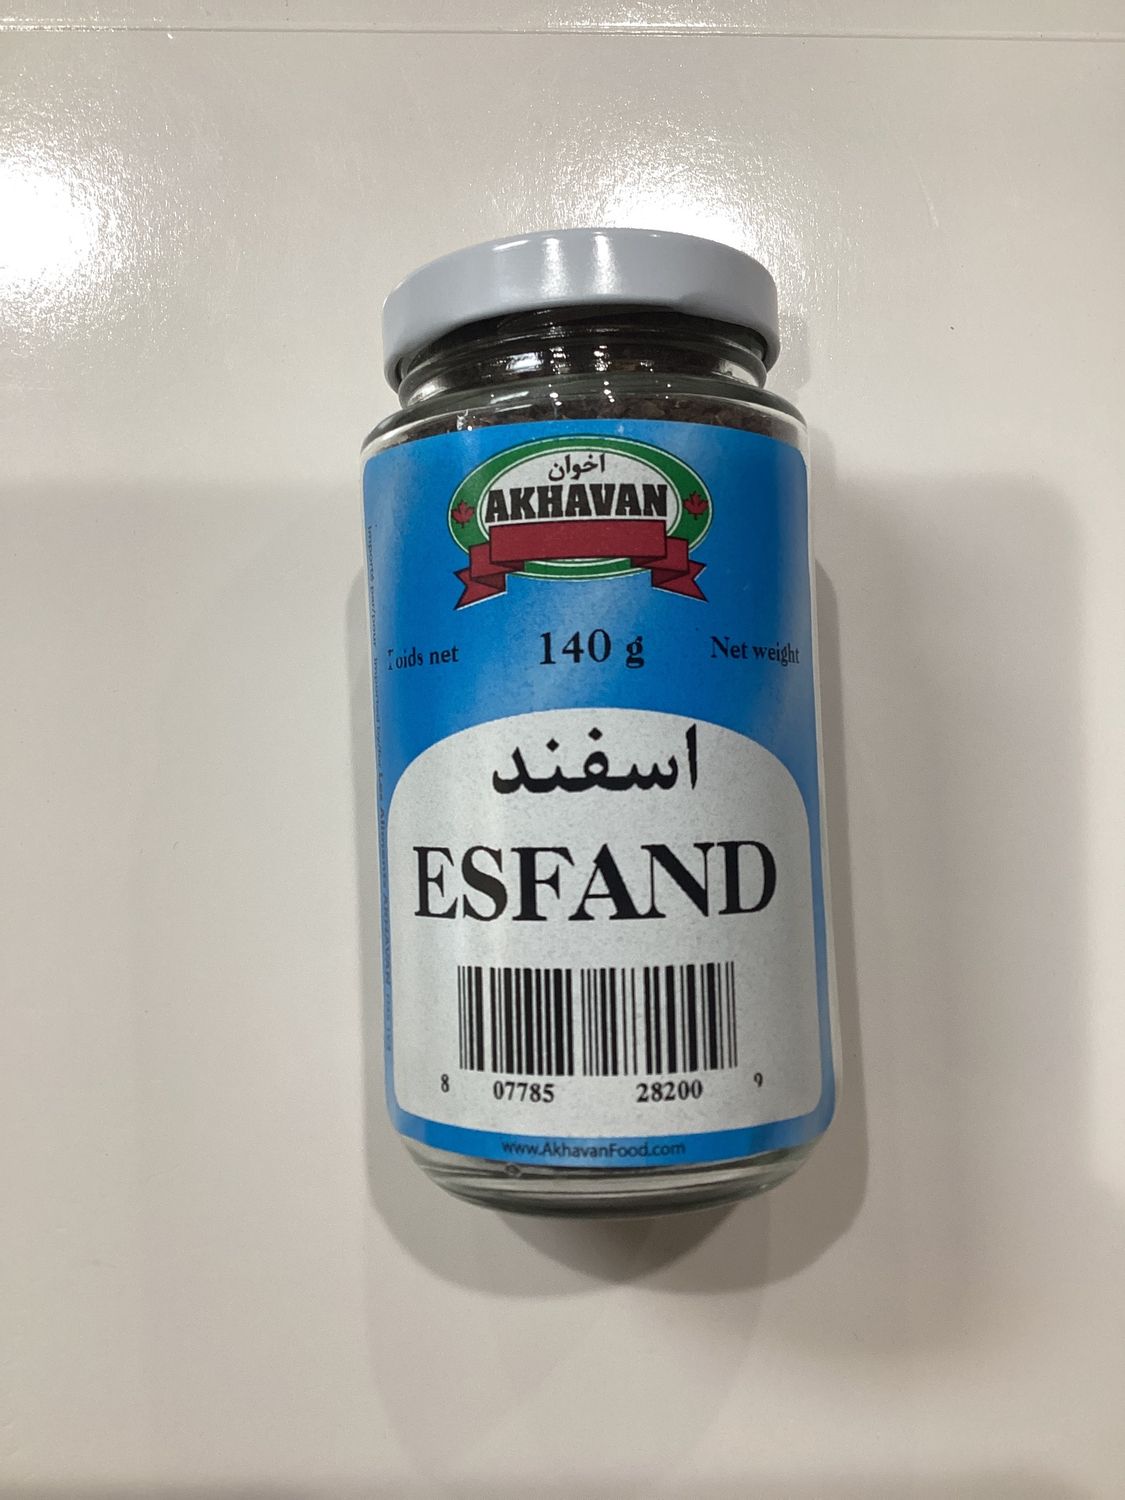 اخوان
AKHAVAN
Poids net 140 g Net weight
اسفند
ESFAND
8 07785 28200 9
www.AkhavanFood.com